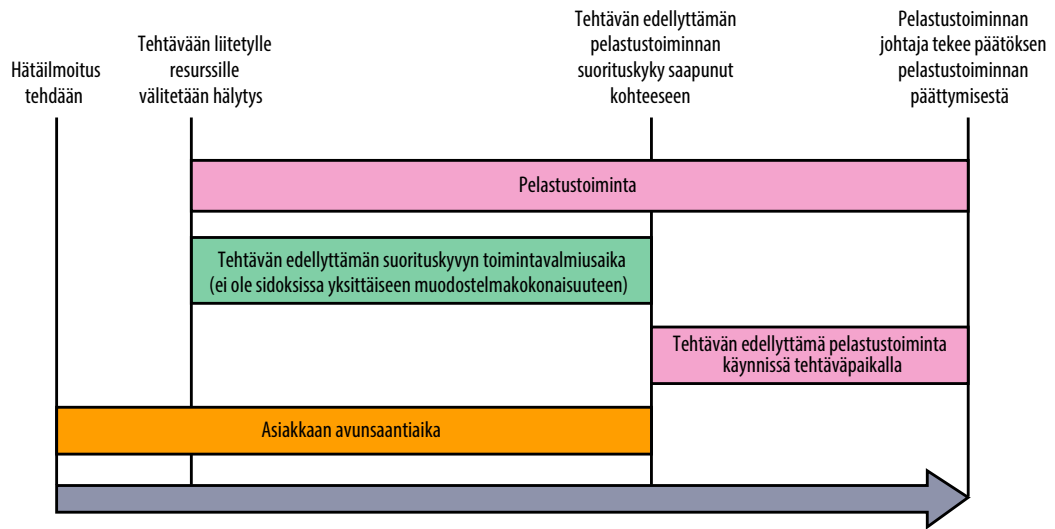 Hätäilmoitus
tehdään
Tehtävään liitetylle
resurssille
välitetään hälytys
Tehtävän edellyttämän
pelastustoiminnan
suorituskyky saapunut
kohteeseen
Pelastustoiminnan
johtaja tekee päätöksen
pelastustoiminnan
päättymisestä
Pelastustoiminta
Tehtävän edellyttämän suorituskyvyn toimintavalmiusaika
(ei ole sidoksissa yksittäiseen muodostelmakokonaisuuteen)
Tehtävän edellyttämä pelastustoiminta
käynnissä tehtäväpaikalla
Asiakkaan avunsaantiaika